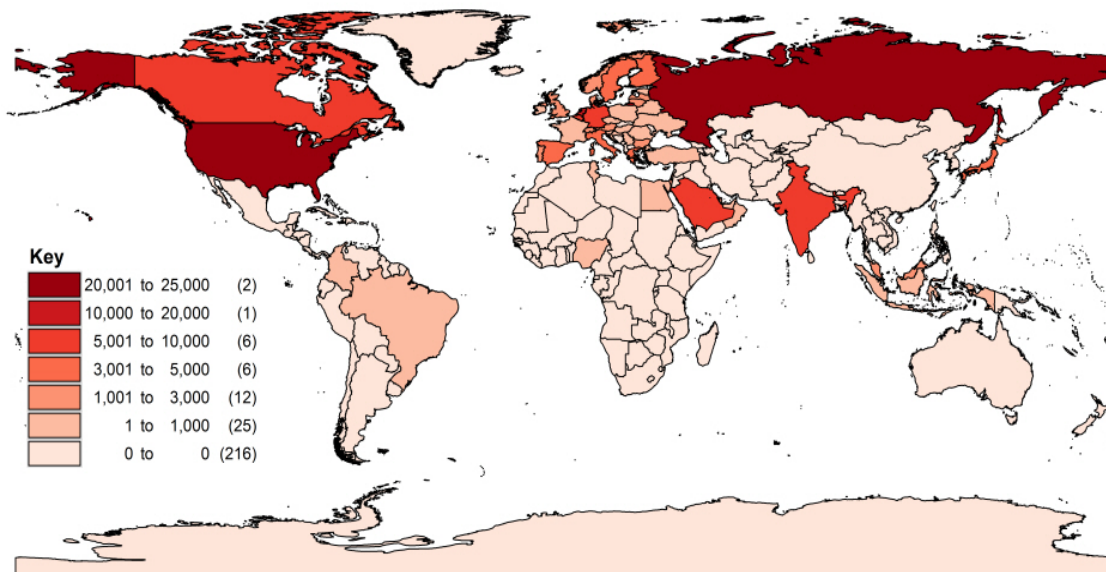 Key
20,001 to 25,000 (2)
10,000 to 20,000 (1)
5,001 to 10,000 (6)
3,001 to 5,000 (6)
1,001 to 3,000 (12)
1 to 1,000 (25)
0 to 0 (216)